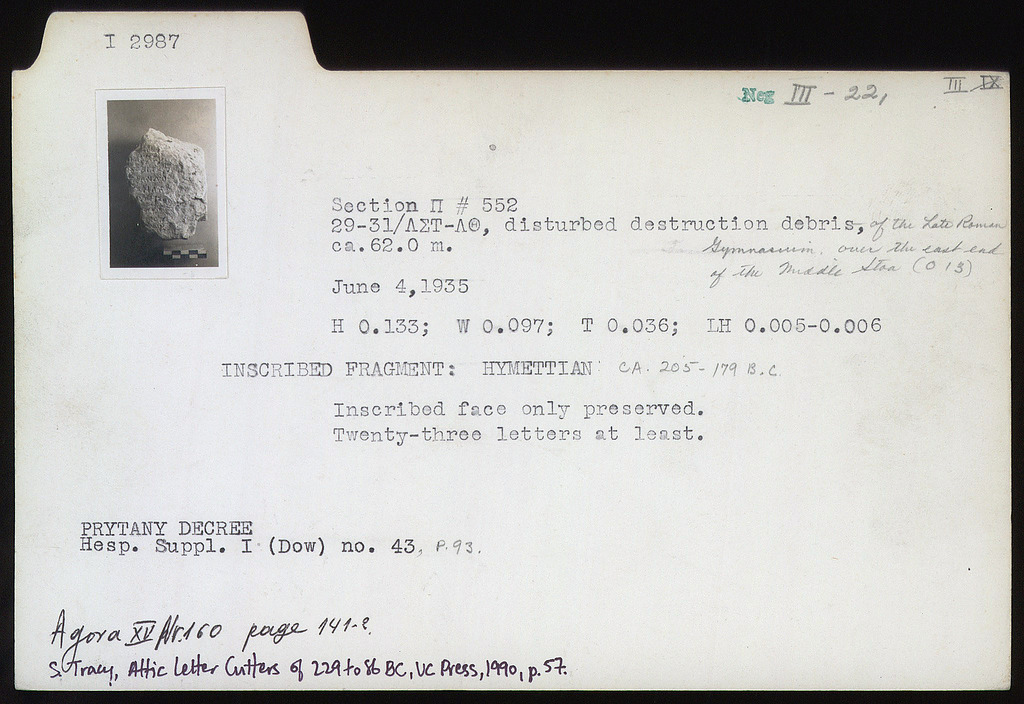 I 2987
Neg III - 22,
III IX
Section Π # 552
29-31/ΛΣΤ-ΛΘ, disturbed destruction debris, of the Late Roman
ca. 62.0 m.
Gymnasium, over the east end
of the Middle Stoa (O 13)
June 4, 1935
H 0.133; W 0.097; T 0.036; LH 0.005-0.006
INSCRIBED FRAGMENT: HYMETTIAN CA. 205-179 B.C.
Inscribed face only preserved.
Twenty-three letters at least.
PRYTANY DECREE
Hesp. Suppl. I (Dow) no. 43, P.93.
Agora XV Nr.160 page 141-2.
S. Tracy, Attic Letter Cutters of 229 to 86 BC, UC Press, 1990, p. 57.